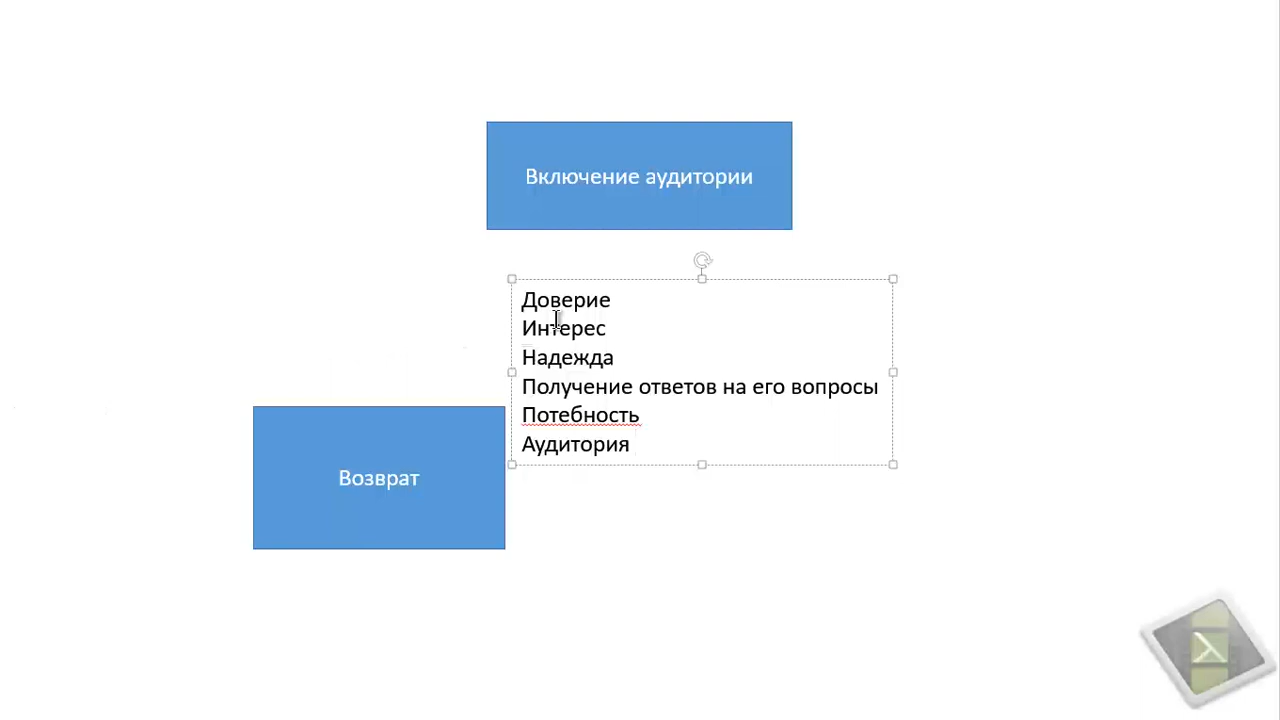 Включение аудитории
Доверие
Интерес
Надежда
Получение ответов на его вопросы
Потебность
Аудитория
Возврат